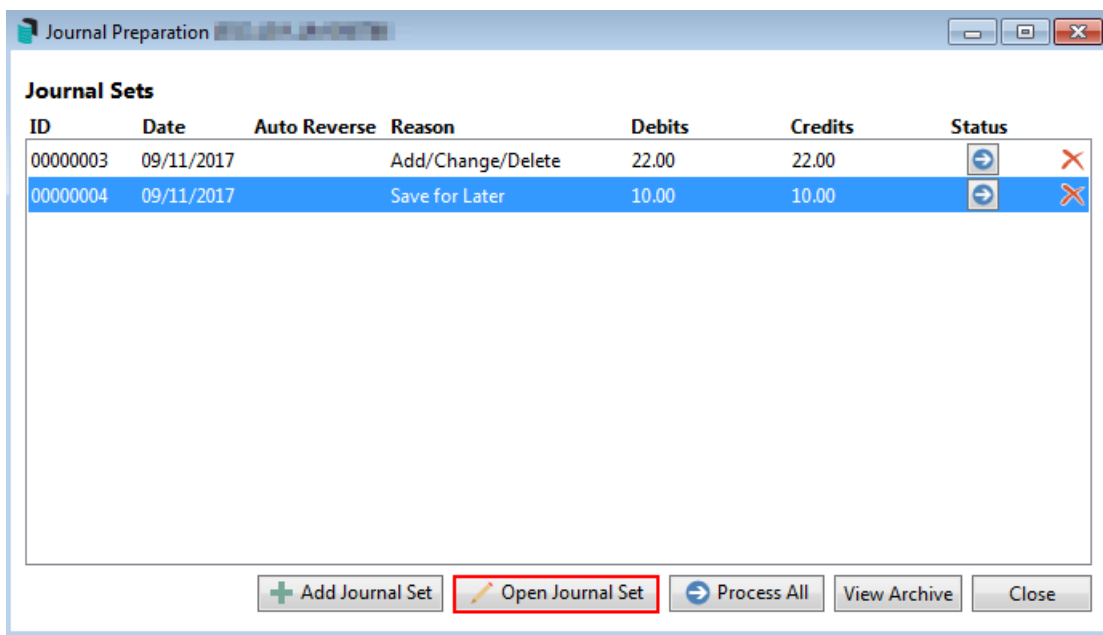 Journal Preparation
Journal Sets
ID Date Auto Reverse Reason Debits Credits Status
00000003 09/11/2017 Add/Change/Delete 22.00 22.00
00000004 09/11/2017 Save for Later 10.00 10.00
Add Journal Set Open Journal Set Process All View Archive Close